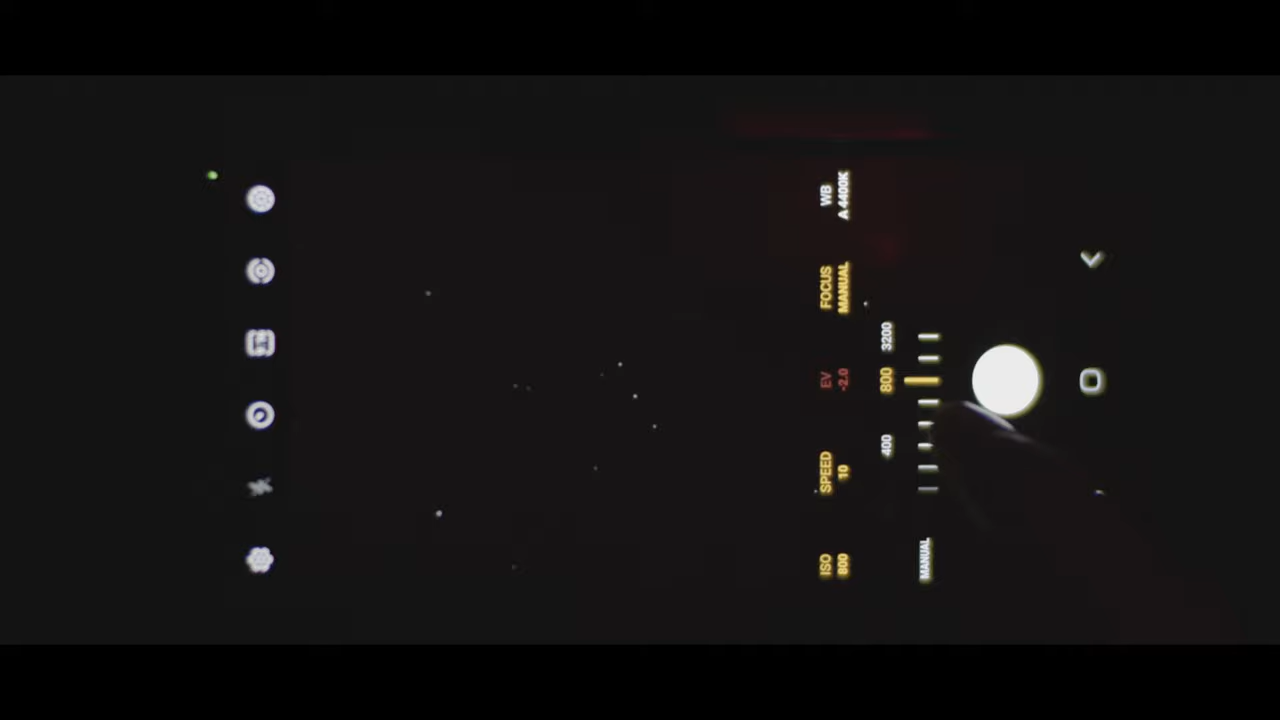 ISO
800
SPEED
10
EV
-2.0
FOCUS
MANUAL
WB
A 4400K
400
800
3200
MANUAL